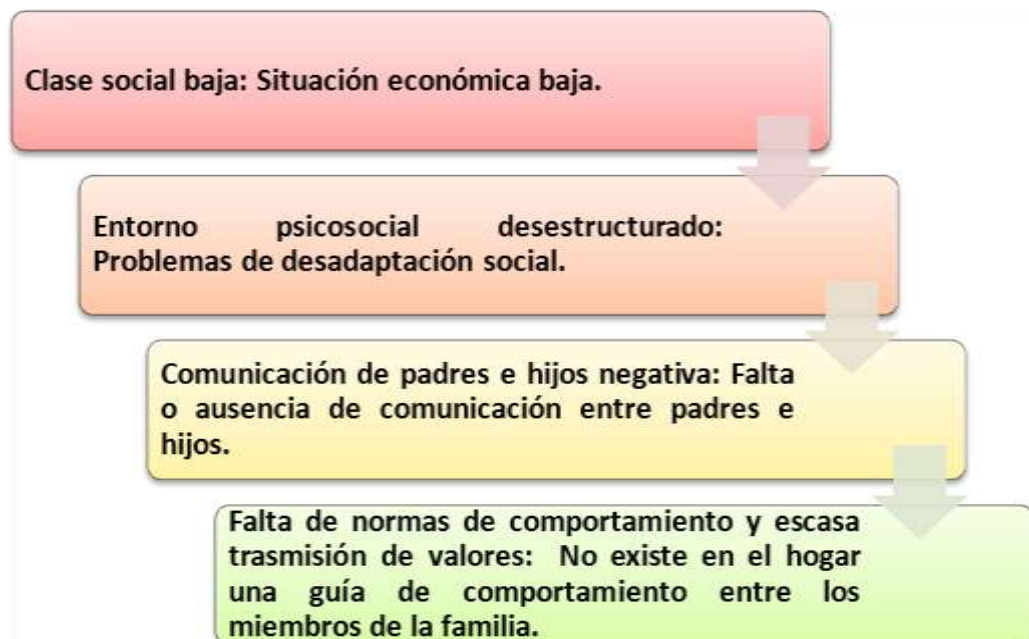 Clase social baja: Situación económica baja.
Entorno psicosocial desestructurado:
Problemas de desadaptación social.
Comunicación de padres e hijos negativa: Falta
o ausencia de comunicación entre padres e
hijos.
Falta de normas de comportamiento y escasa
trasmisión de valores: No existe en el hogar
una guía de comportamiento entre los
miembros de la familia.